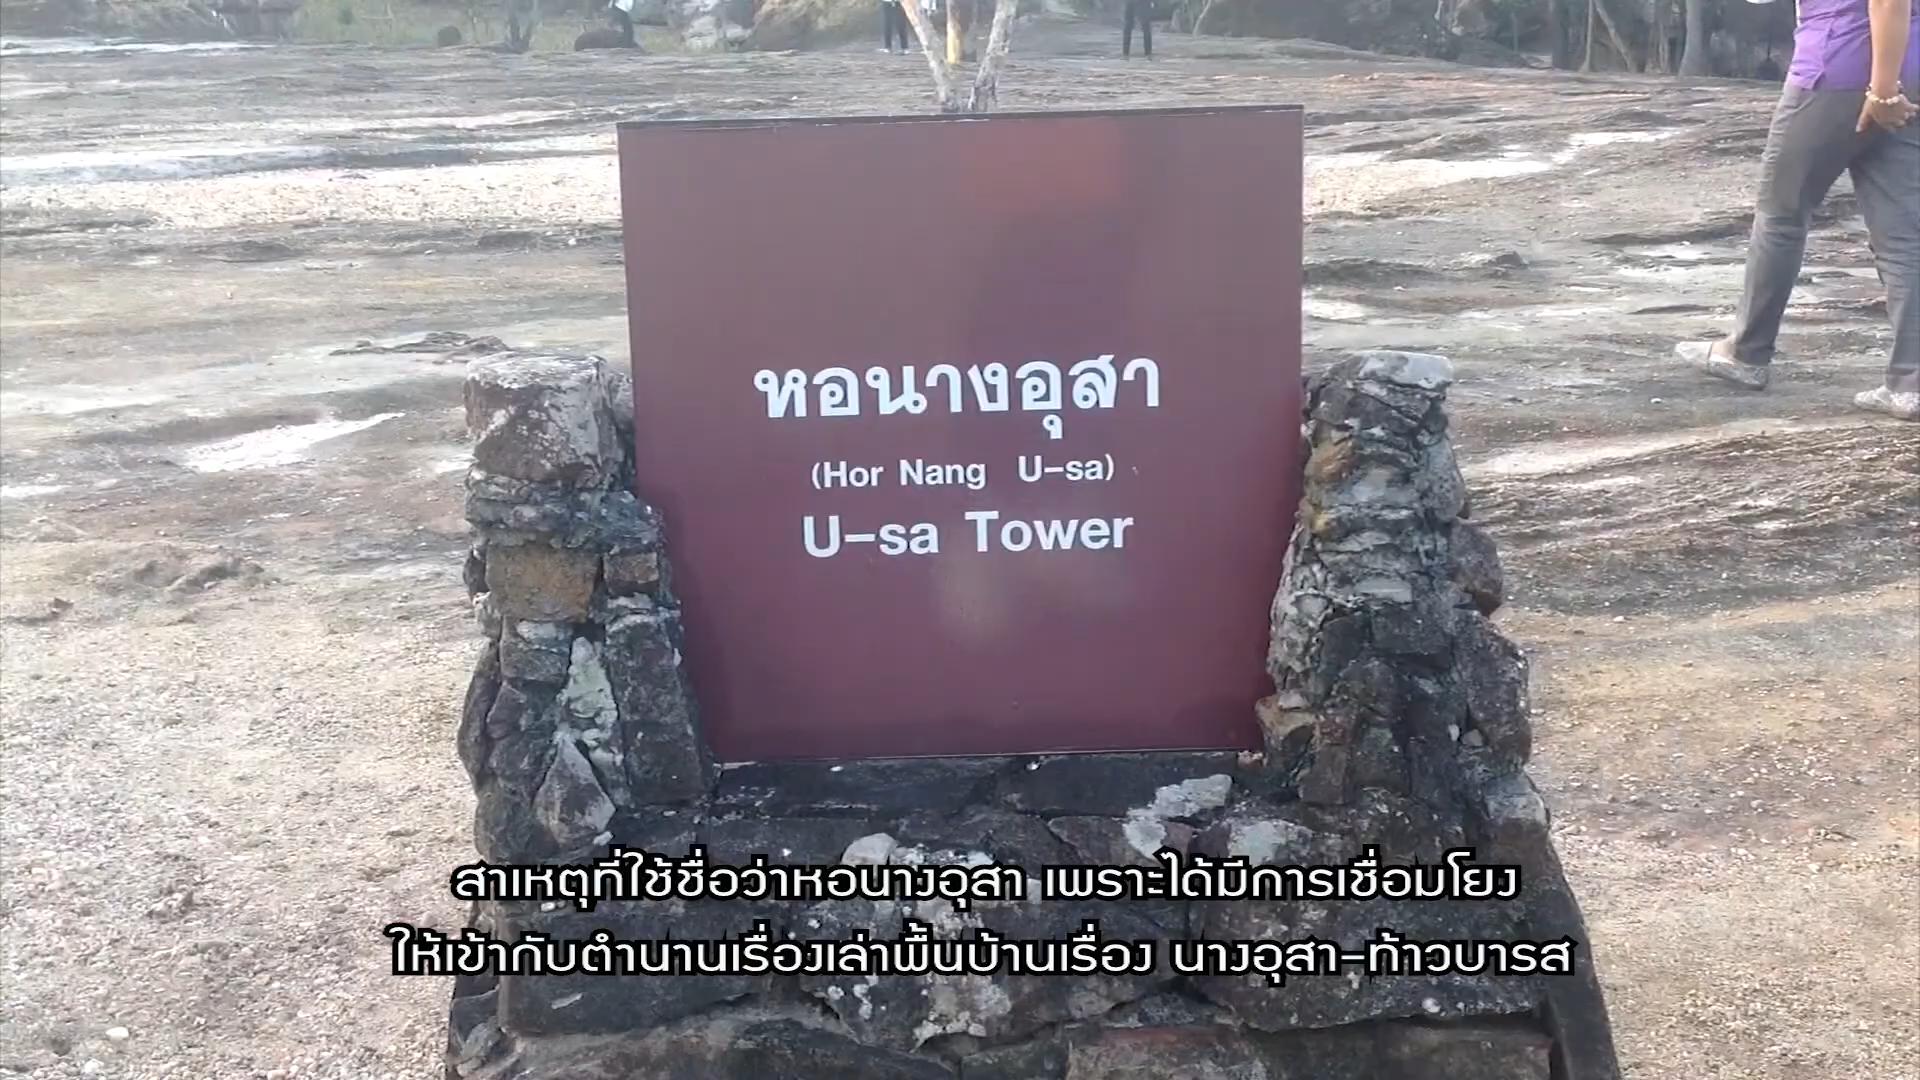 หอนางอุสา
(Hor Nang U-sa)
U-sa Tower
สาเหตุที่ใช้ชื่อว่าหอนางอุสา เพราะได้มีการเชื่อมโยง
ให้เข้ากับตำนานเรื่องเล่าพื้นบ้านเรื่อง นางอุสา-ท้าวบารส